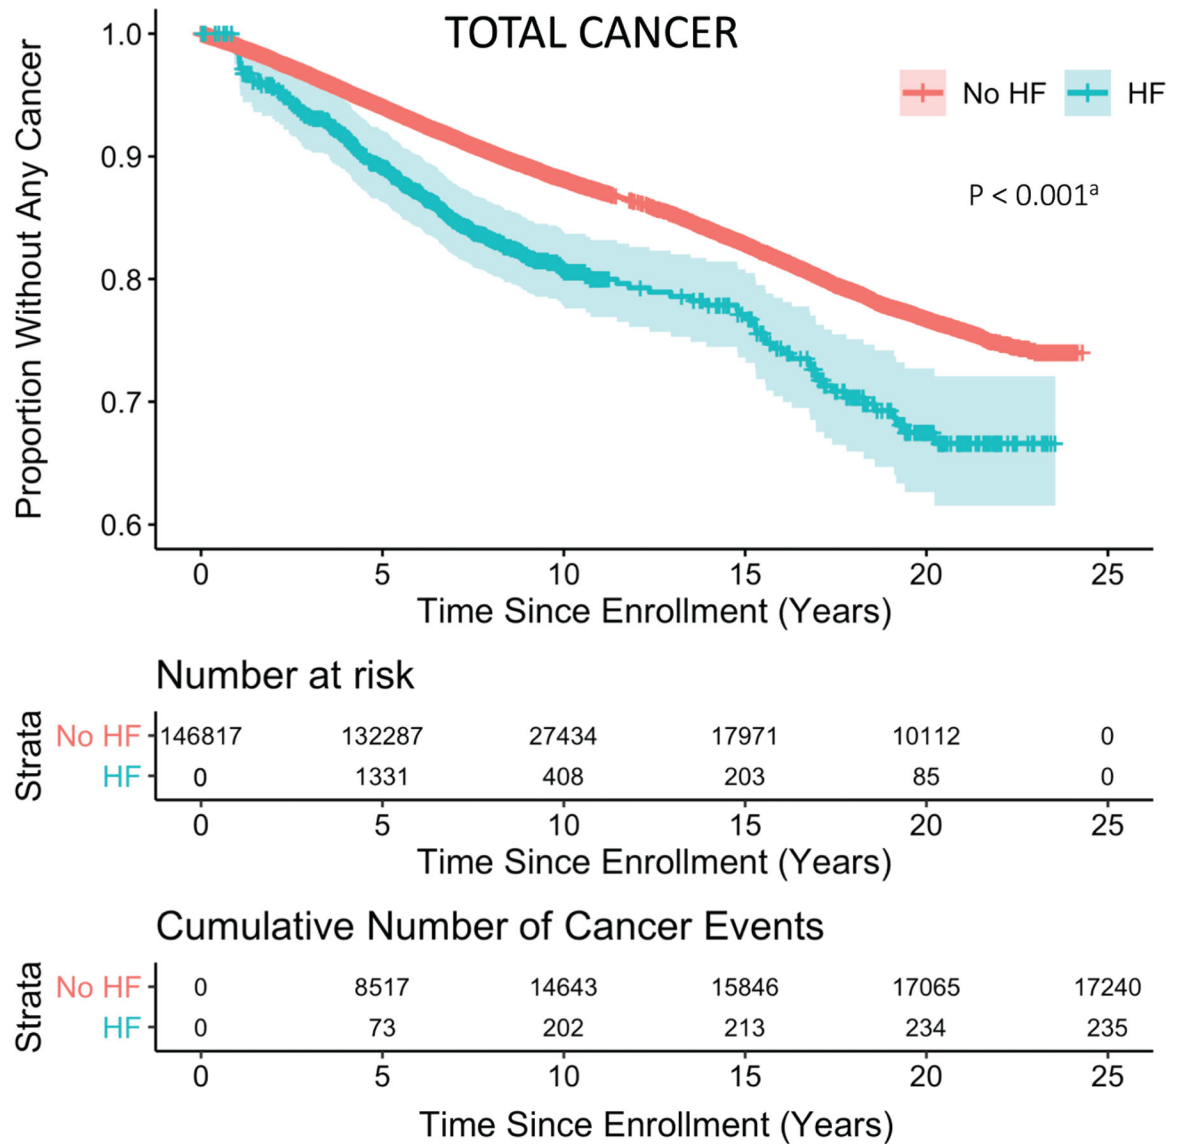 TOTAL CANCER
Proportion Without Any Cancer
1.0
0.9
0.8
0.7
0.6
No HF HF
P < 0.001ª
0 5 10 15 20 25
Time Since Enrollment (Years)
Number at risk
Strata
No HF 146817 132287 27434 17971 10112 0
HF 0 1331 408 203 85 0
0 5 10 15 20 25
Time Since Enrollment (Years)
Cumulative Number of Cancer Events
Strata
No HF 0 8517 14643 15846 17065 17240
HF 0 73 202 213 234 235
0 5 10 15 20 25
Time Since Enrollment (Years)